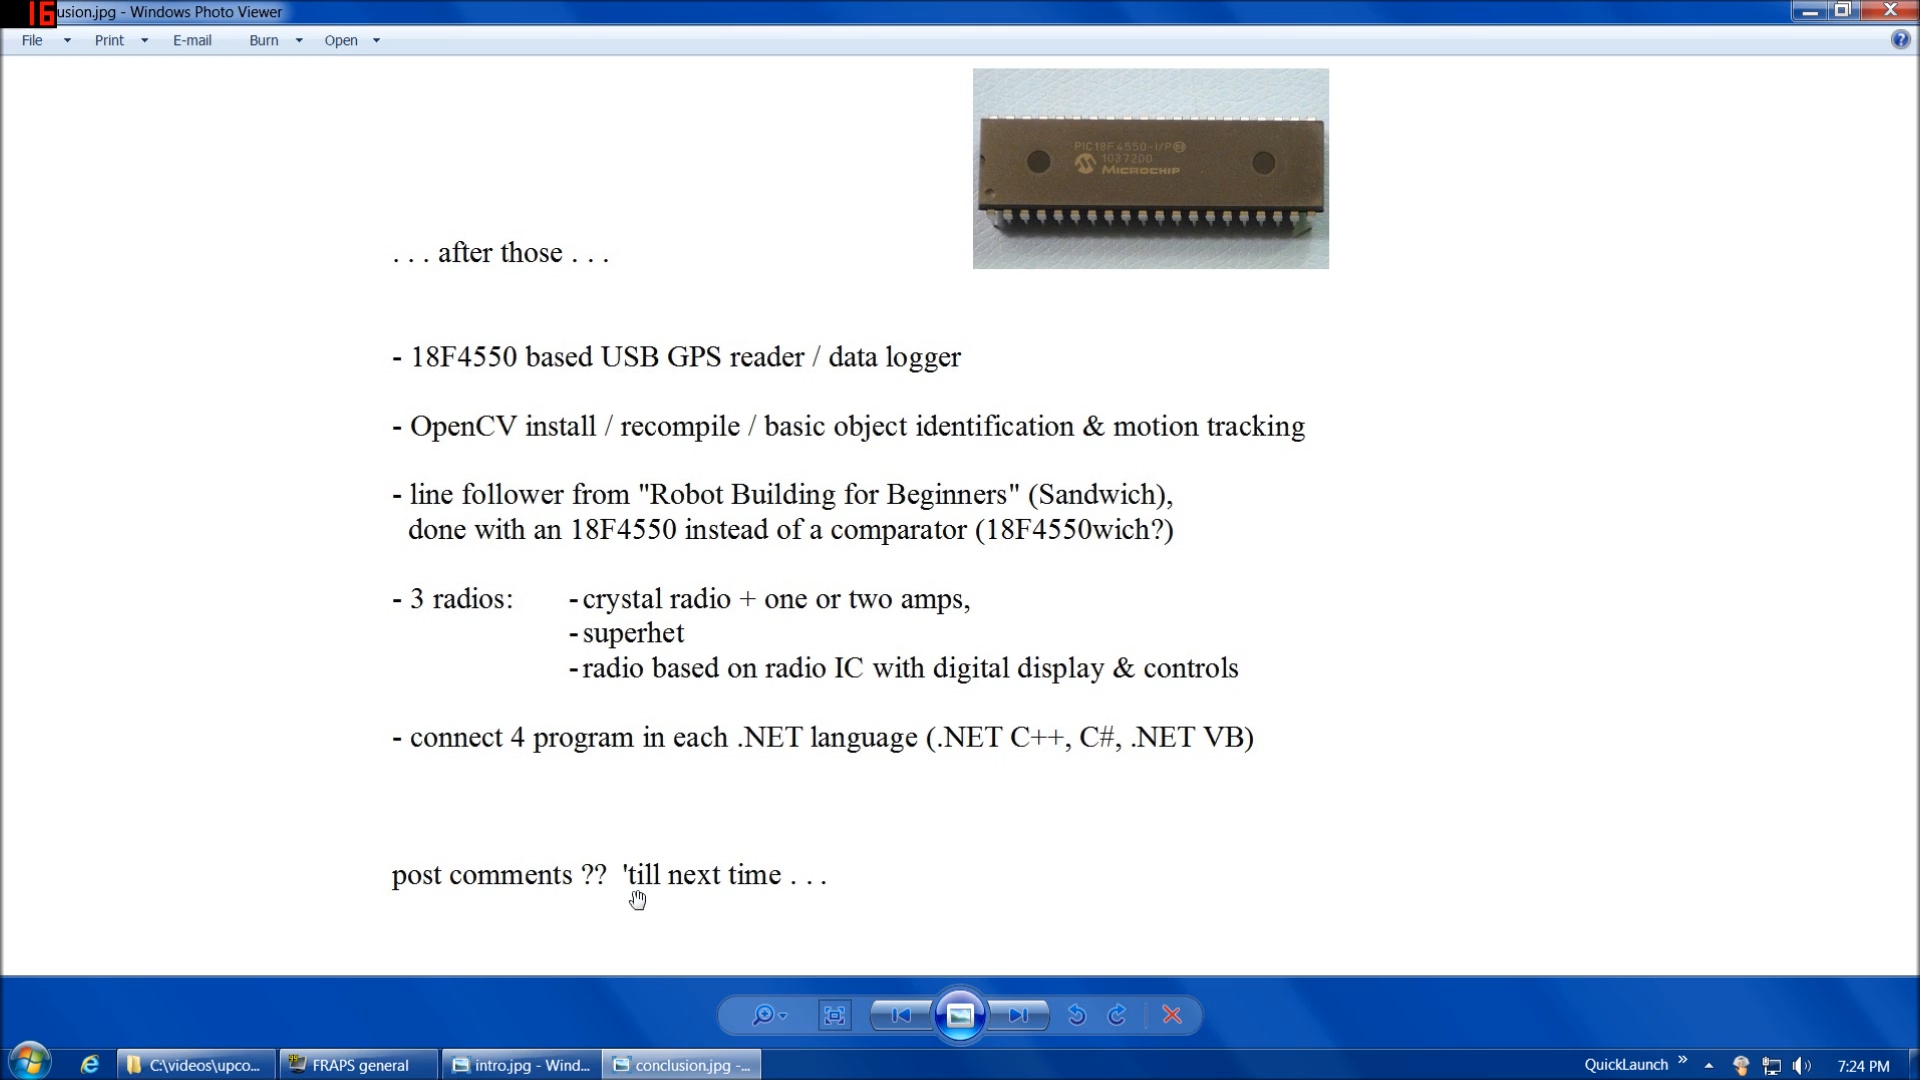 16
usion.jpg - Windows Photo Viewer
File Print E-mail Burn Open
PIC18F4550-I/P
1037200
MICROCHIP
. . . after those . . .
- 18F4550 based USB GPS reader / data logger
- OpenCV install / recompile / basic object identification & motion tracking
- line follower from "Robot Building for Beginners" (Sandwich),
done with an 18F4550 instead of a comparator (18F4550wich?)
- 3 radios: -crystal radio + one or two amps,
-superhet
-radio based on radio IC with digital display & controls
- connect 4 program in each .NET language (.NET C++, C#, .NET VB)
post comments ?? 'till next time . . .
C:\videos\upco... FRAPS general intro.jpg - Wind... conclusion.jpg -... QuickLaunch » 7:24 PM